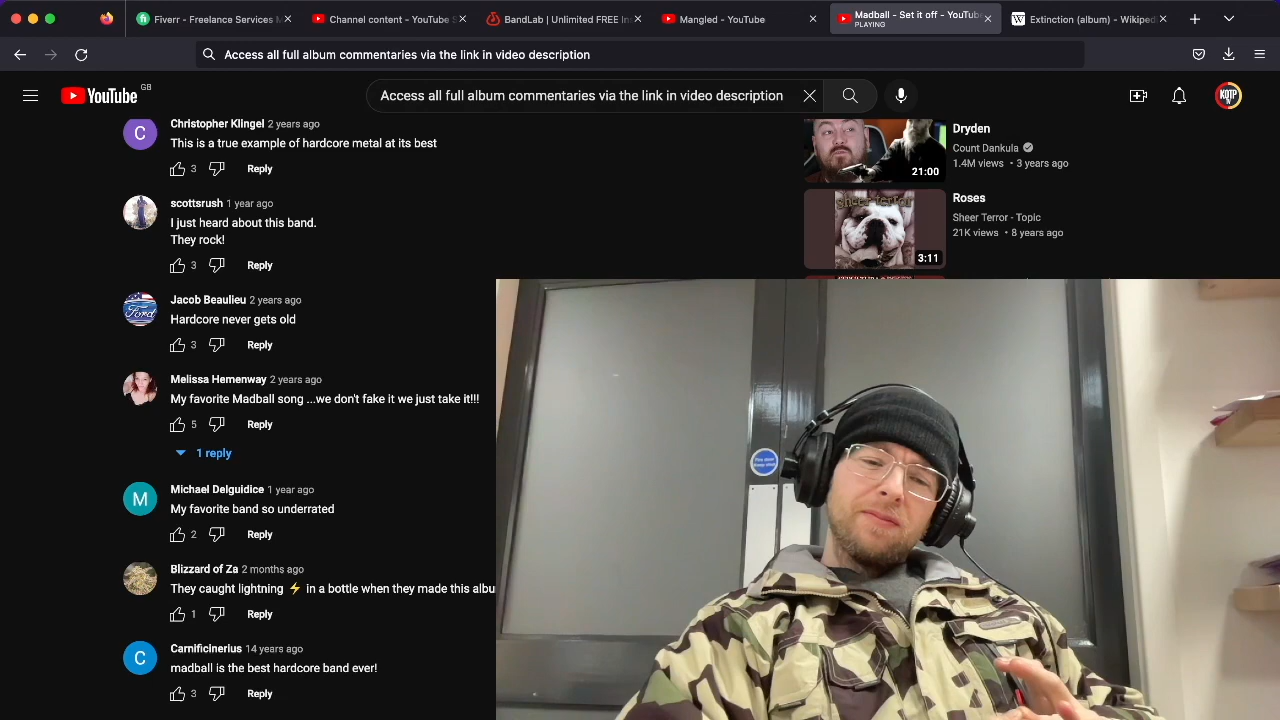 Fiverr - Freelance Services M
Channel content - YouTube S
BandLab | Unlimited FREE In
Mangled - YouTube
Madball - Set it off - YouTube
PLAYING
Extinction (album) - Wikiped
Access all full album commentaries via the link in video description
YouTube GB
Access all full album commentaries via the link in video description
Christopher Klingel 2 years ago
This is a true example of hardcore metal at its best
3 Reply
scottsrush 1 year ago
I just heard about this band.
They rock!
3 Reply
Jacob Beaulieu 2 years ago
Hardcore never gets old
3 Reply
Melissa Hemenway 2 years ago
My favorite Madball song ...we don't fake it we just take it!!!
5 Reply
1 reply
Michael Delguidice 1 year ago
My favorite band so underrated
2 Reply
Blizzard of Za 2 months ago
They caught lightning ⚡ in a bottle when they made this albu
1 Reply
Carnificinerius 14 years ago
madball is the best hardcore band ever!
3 Reply
Dryden
Count Dankula
1.4M views • 3 years ago
21:00
Roses
Sheer Terror - Topic
21K views • 8 years ago
Sheer Terror
3:11
Ford